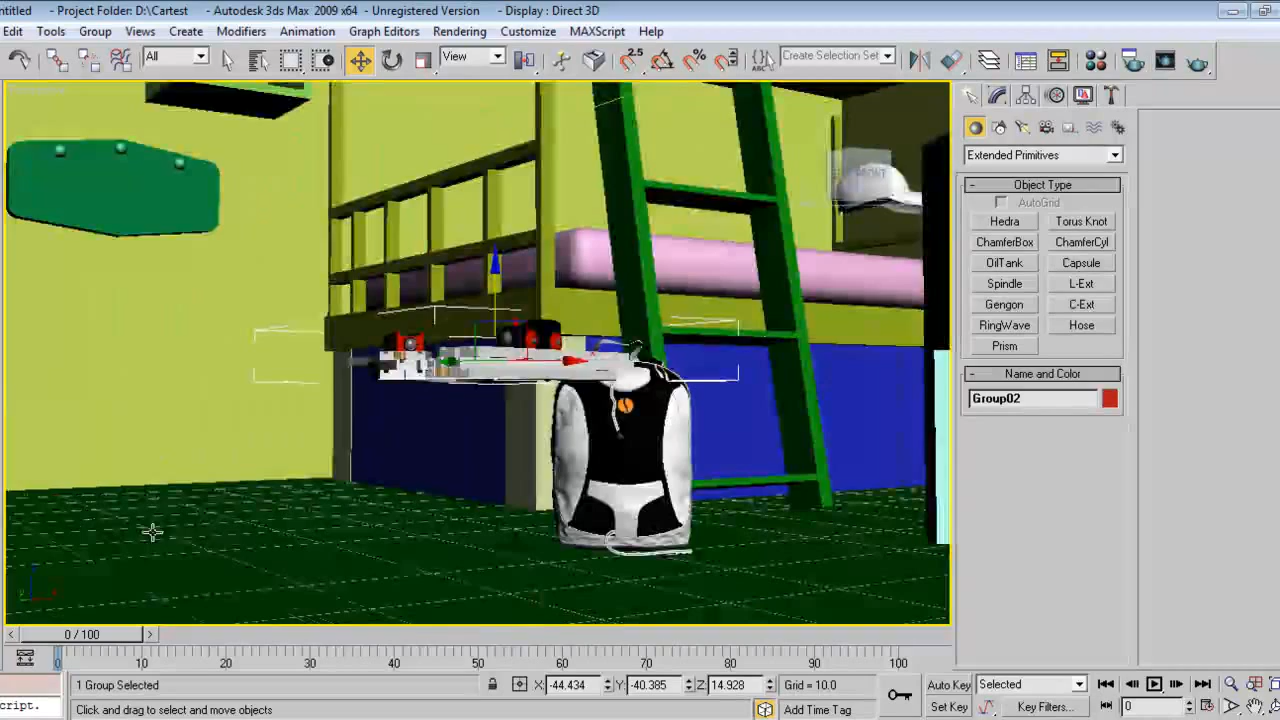 ntitled - Project Folder: D:\Cartest - Autodesk 3ds Max 2009 x64 - Unregistered Version - Display : Direct 3D
Edit Tools Group Views Create Modifiers Animation Graph Editors Rendering Customize MAXScript Help
All View 2.5 Create Selection Set
Extended Primitives
FRONT
Object Type
AutoGrid
Hedra Torus Knot
ChamferBox ChamferCyl
OilTank Capsule
Spindle L-Ext
Gengon C-Ext
RingWave Hose
Prism
Name and Color
Group02
0 / 100
0 10 20 30 40 50 60 70 80 90 100
1 Group Selected X: -44.434 Y: -40.385 Z: 14.928 Grid = 10.0 Auto Key Selected
cript. Click and drag to select and move objects Add Time Tag Set Key Key Filters... 0